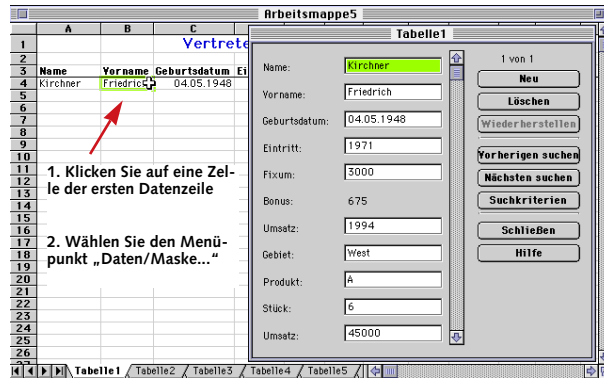 Arbeitsmappe5
A B C
1 Vertrete
2
3 Name Vorname Geburtsdatum Ei
4 Kirchner Friedrich 04.05.1948
5
6
7
8
9
10
11
12
13
14
15
16
17
18
19
20
21
22
23
24
25
26
1. Klicken Sie auf eine Zel-
le der ersten Datenzeile
2. Wählen Sie den Menü-
punkt „Daten/Maske...“
Tabelle1 Tabelle2 Tabelle3 Tabelle4 Tabelle5
Tabelle1
Name: Kirchner
Vorname: Friedrich
Geburtsdatum: 04.05.1948
Eintritt: 1971
Fixum: 3000
Bonus: 675
Umsatz: 1994
Gebiet: West
Produkt: A
Stück: 6
Umsatz: 45000
1 von 1
Neu
Löschen
Wiederherstellen
Vorherigen suchen
Nächsten suchen
Suchkriterien
Schließen
Hilfe